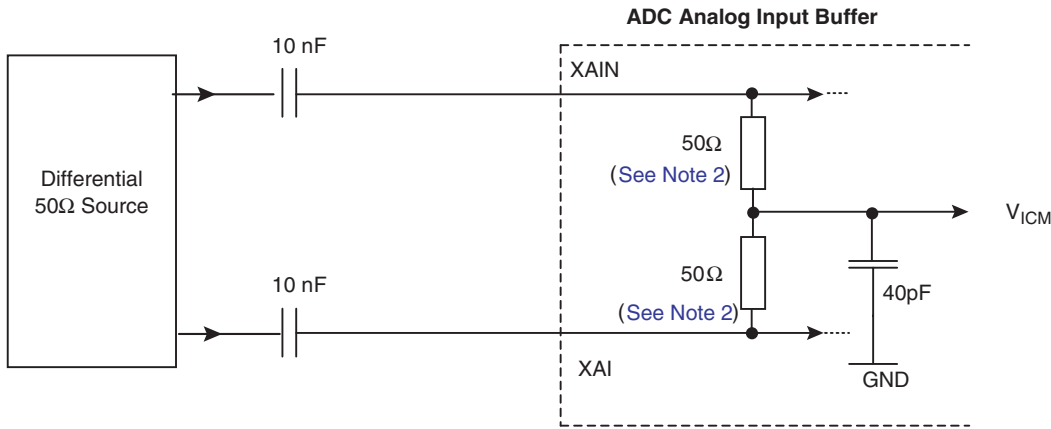 ADC Analog Input Buffer
10 nF
XAIN
50Ω
(See Note 2)
Differential
50Ω Source
VICM
50Ω
(See Note 2)
10 nF
40pF
XAI
GND